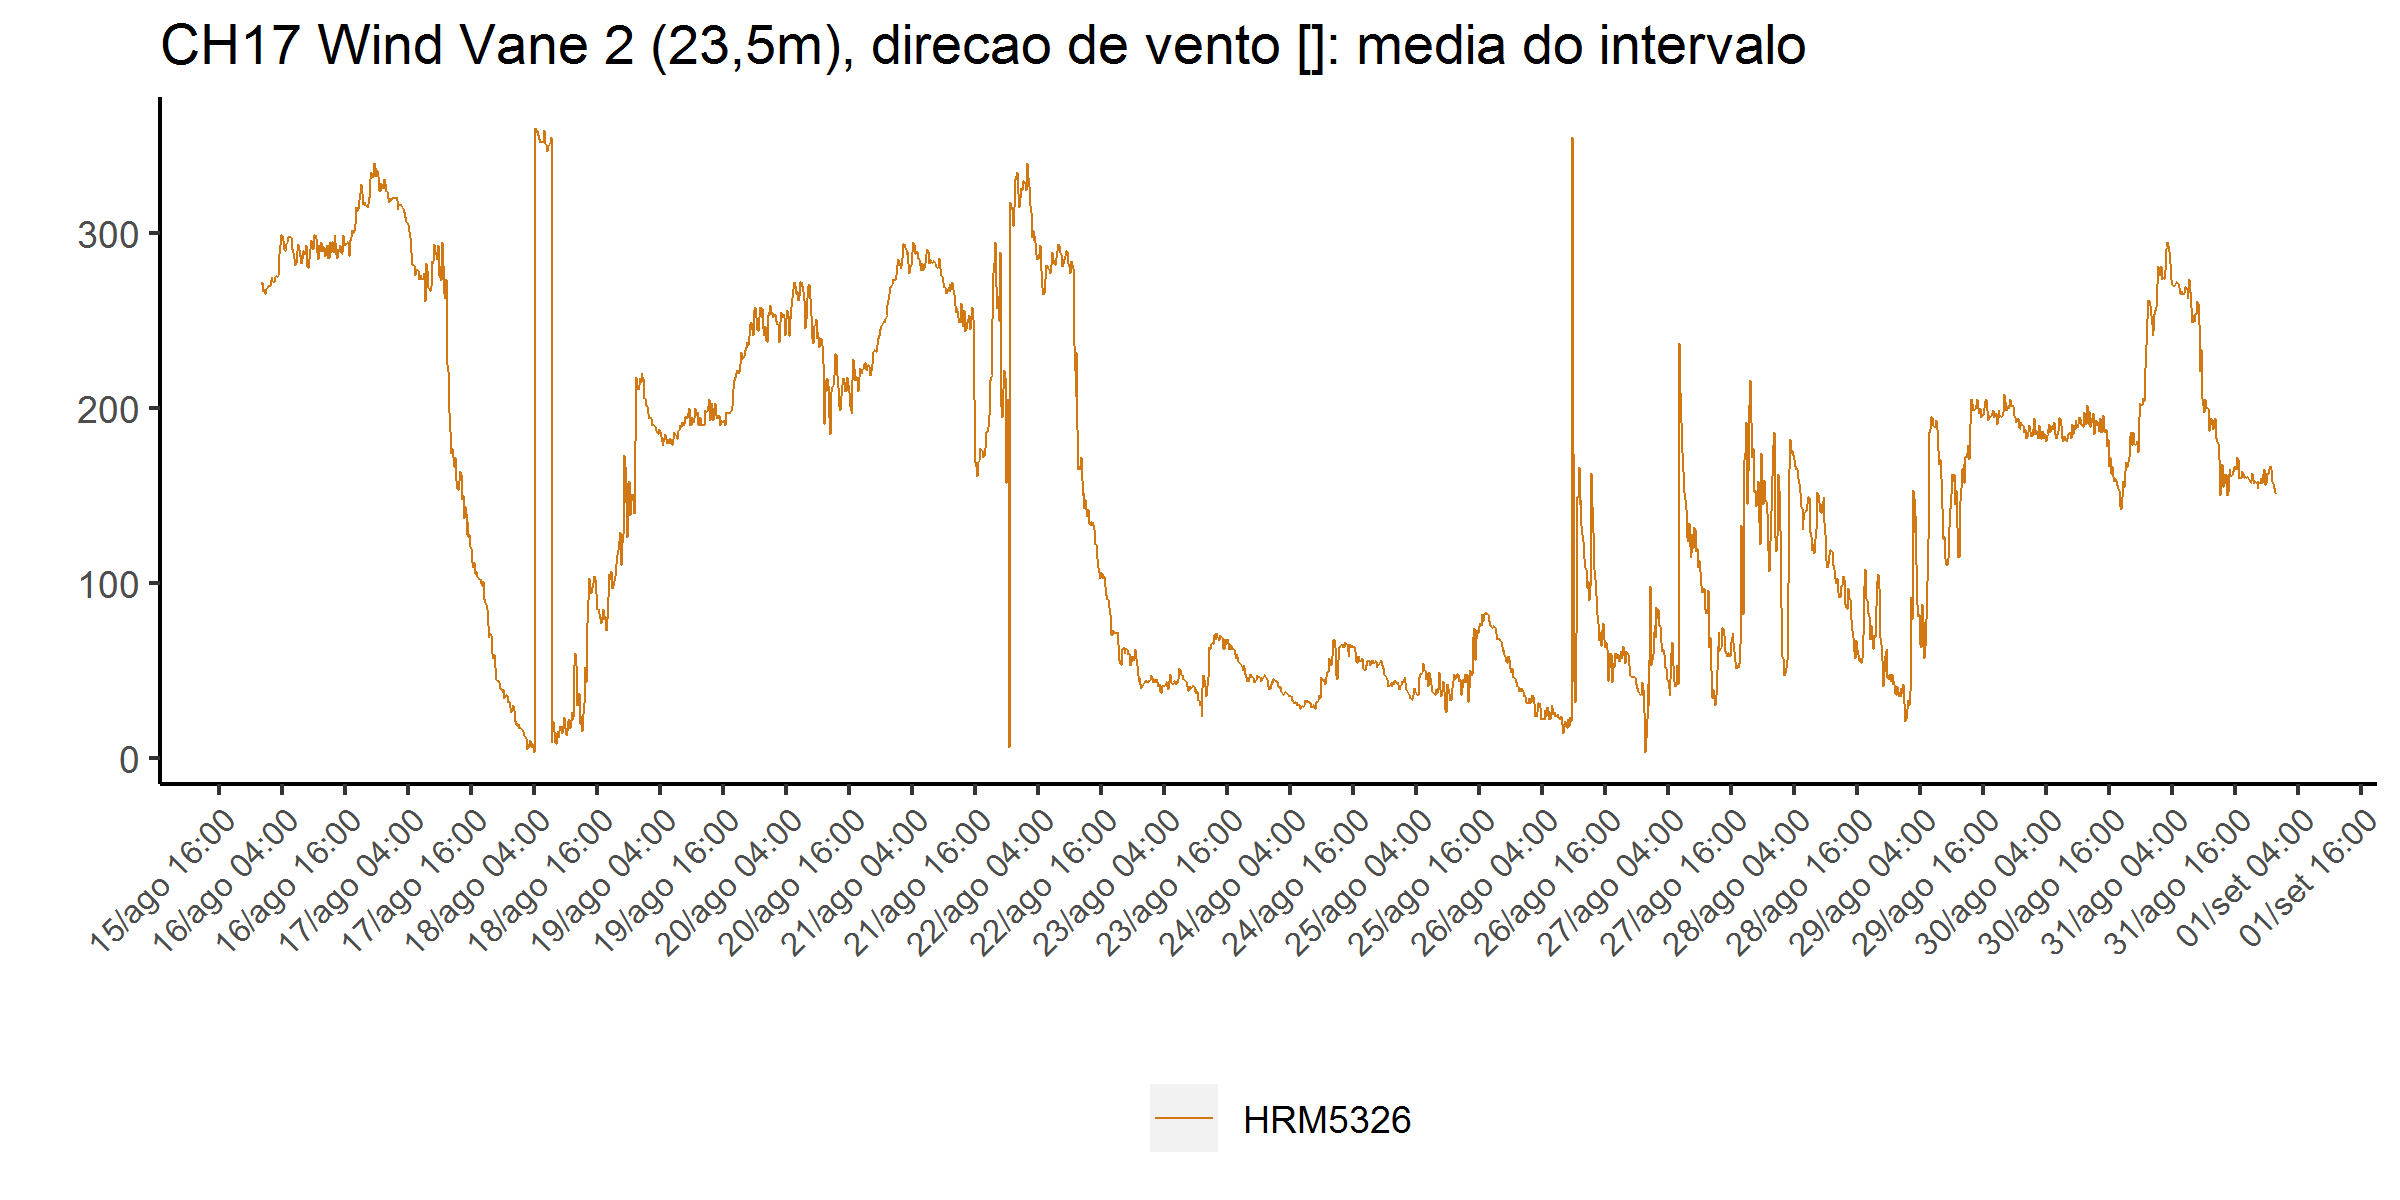 CH17 Wind Vane 2 (23,5m), direcao de vento []: media do intervalo
300
200
100
0
15/ago 16:00
16/ago 04:00
16/ago 16:00
17/ago 04:00
17/ago 16:00
18/ago 04:00
18/ago 16:00
19/ago 04:00
19/ago 16:00
20/ago 04:00
20/ago 16:00
21/ago 04:00
21/ago 16:00
22/ago 04:00
22/ago 16:00
23/ago 04:00
23/ago 16:00
24/ago 04:00
24/ago 16:00
25/ago 04:00
25/ago 16:00
26/ago 04:00
26/ago 16:00
27/ago 04:00
27/ago 16:00
28/ago 04:00
28/ago 16:00
29/ago 04:00
29/ago 16:00
30/ago 04:00
30/ago 16:00
31/ago 04:00
31/ago 16:00
01/set 04:00
01/set 16:00
HRM5326